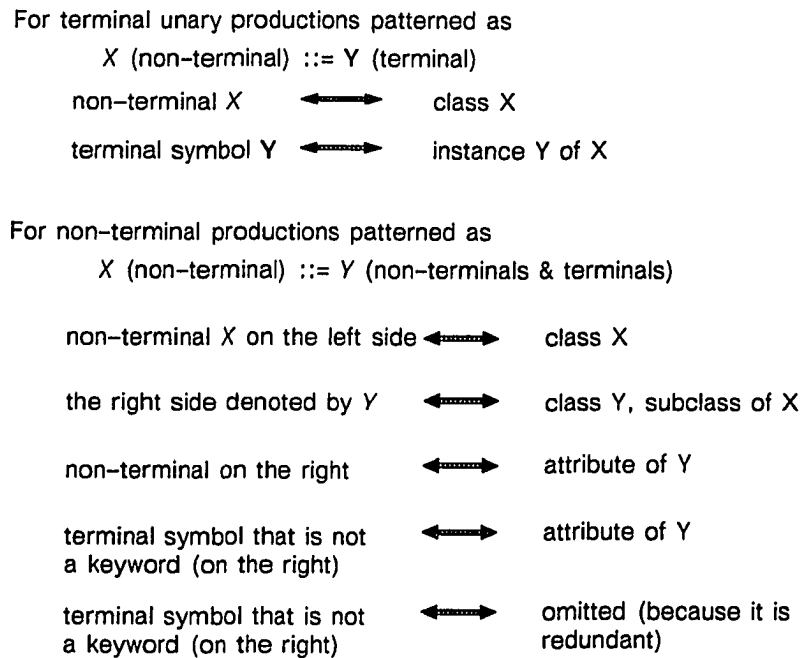 For terminal unary productions patterned as
X (non-terminal) ::= Y (terminal)
non-terminal X class X
terminal symbol Y instance Y of X
For non-terminal productions patterned as
X (non-terminal) ::= Y (non-terminals & terminals)
non-terminal X on the left side class X
the right side denoted by Y class Y, subclass of X
non-terminal on the right attribute of Y
terminal symbol that is not attribute of Y
a keyword (on the right)
terminal symbol that is not omitted (because it is
a keyword (on the right) redundant)